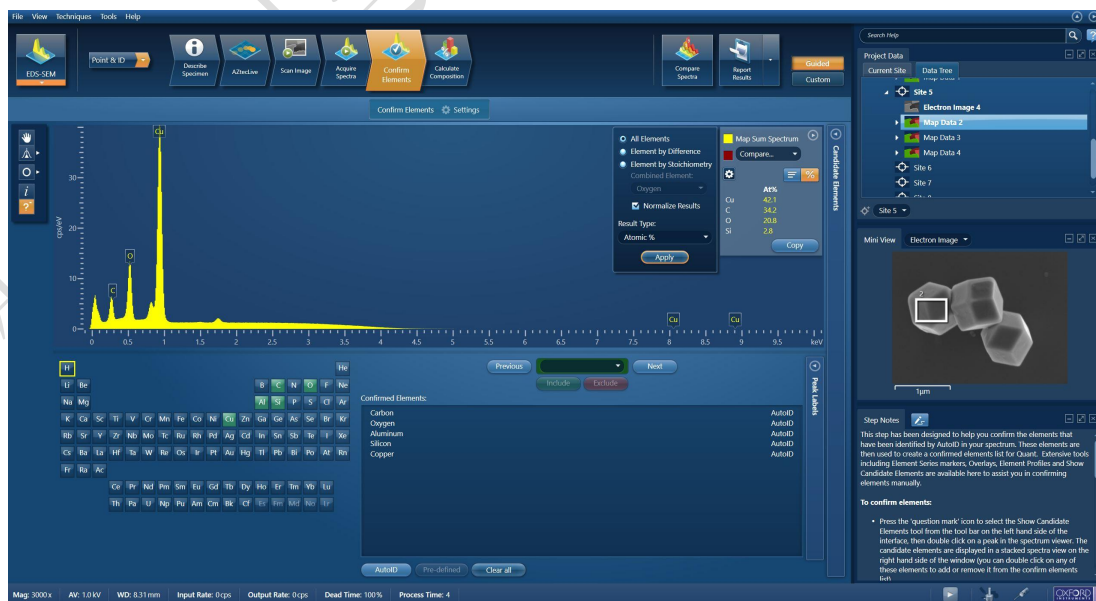 File View Techniques Tools Help
EDS-SEM
Point & ID
Describe Specimen
AZtecLive
Scan Image
Acquire Spectra
Confirm Elements
Calculate Composition
Compare Spectra
Report Results
Guided
Custom
Confirm Elements Settings
cps/eV
30
20
10
0
Cu
O
C
Cu
Cu
0 0.5 1 1.5 2 2.5 3 3.5 4 4.5 5 5.5 6 6.5 7 7.5 8 8.5 9 9.5 keV
All Elements
Element by Difference
Element by Stoichiometry
Combined Element:
Oxygen
Normalize Results
Result Type:
Atomic %
Apply
Map Sum Spectrum
Compare...
%
At%
Cu 42.1
C 34.2
O 20.8
Si 2.8
Copy
Candidate Elements
H He
Li Be B C N O F Ne
Na Mg Al Si P S Cl Ar
K Ca Sc Ti V Cr Mn Fe Co Ni Cu Zn Ga Ge As Se Br Kr
Rb Sr Y Zr Nb Mo Tc Ru Rh Pd Ag Cd In Sn Sb Te I Xe
Cs Ba La Hf Ta W Re Os Ir Pt Au Hg Tl Pb Bi Po At Rn
Fr Ra Ac
Ce Pr Nd Pm Sm Eu Gd Tb Dy Ho Er Tm Yb Lu
Th Pa U Np Pu Am Cm Bk Cf Es Fm Md No Lr
Previous
Next
Include
Exclude
Confirmed Elements:
Carbon AutoID
Oxygen AutoID
Aluminum AutoID
Silicon AutoID
Copper AutoID
AutoID
Pre-defined
Clear all
Peak Labels
Search Help
Project Data
Current Site
Data Tree
Site 5
Electron Image 4
Map Data 2
Map Data 3
Map Data 4
Site 6
Site 7
Site 5
Mini View Electron Image
2
1µm
Step Notes
This step has been designed to help you confirm the elements that
have been identified by AutoID in your spectrum. These elements are
then used to create a confirmed elements list for Quant. Extensive tools
including Element Series markers, Overlays, Element Profiles and Show
Candidate Elements are available here to assist you in confirming
elements manually.
To confirm elements:
• Press the 'question mark' icon to select the Show Candidate
Elements tool from the tool bar on the left hand side of the
interface, then double click on a peak in the spectrum viewer. The
candidate elements are displayed in a stacked spectra view on the
right hand side of the window (you can double click on any of
these elements to add or remove it from the confirm elements
list)
Mag: 3000x AV: 1.0kV WD: 8.31mm Input Rate: 0cps Output Rate: 0cps Dead Time: 100% Process Time: 4
OXFORD
INSTRUMENTS